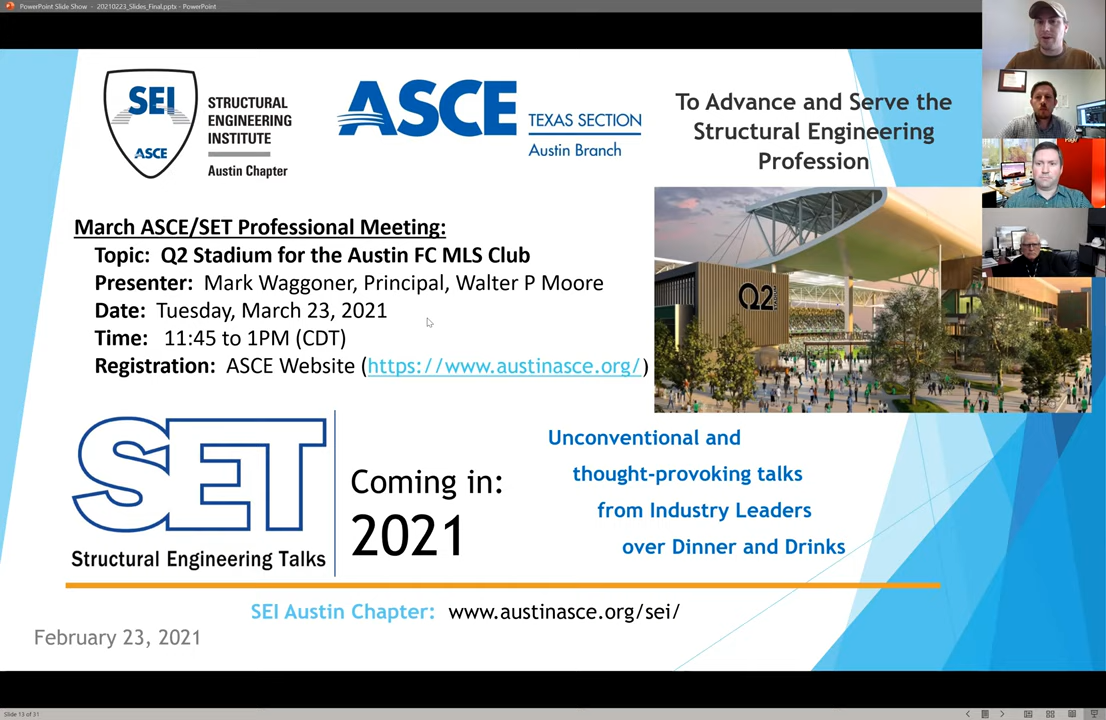 PowerPoint Slide Show - 20210223_Slides_Final.pptx - PowerPoint
SEI
ASCE
STRUCTURAL
ENGINEERING
INSTITUTE
Austin Chapter
ASCE
TEXAS SECTION
Austin Branch
To Advance and Serve the
Structural Engineering
Profession
March ASCE/SET Professional Meeting:
Topic: Q2 Stadium for the Austin FC MLS Club
Presenter: Mark Waggoner, Principal, Walter P Moore
Date: Tuesday, March 23, 2021
Time: 11:45 to 1PM (CDT)
Registration: ASCE Website (https://www.austinasce.org/)
Q2
STADIUM
SET
Structural Engineering Talks
Coming in:
2021
Unconventional and
thought-provoking talks
from Industry Leaders
over Dinner and Drinks
SEI Austin Chapter: www.austinasce.org/sei/
February 23, 2021
Slide 13 of 31